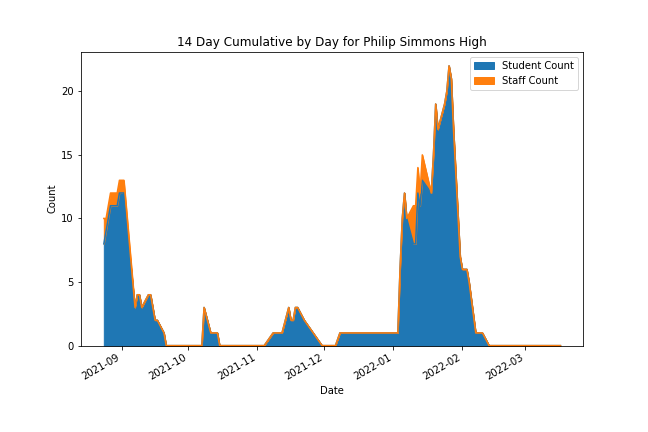 14 Day Cumulative by Day for Philip Simmons High
Student Count
Staff Count
20
15
10
5
0
Count
2021-09
2021-10
2021-11
2021-12
2022-01
2022-02
2022-03
Date